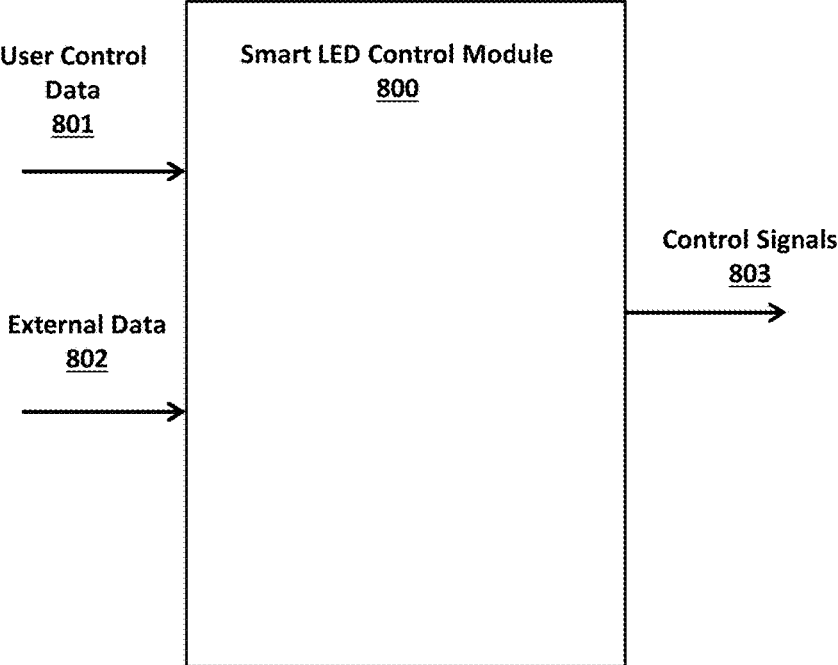 User Control
Data
801
Smart LED Control Module
800
Control Signals
803
External Data
802